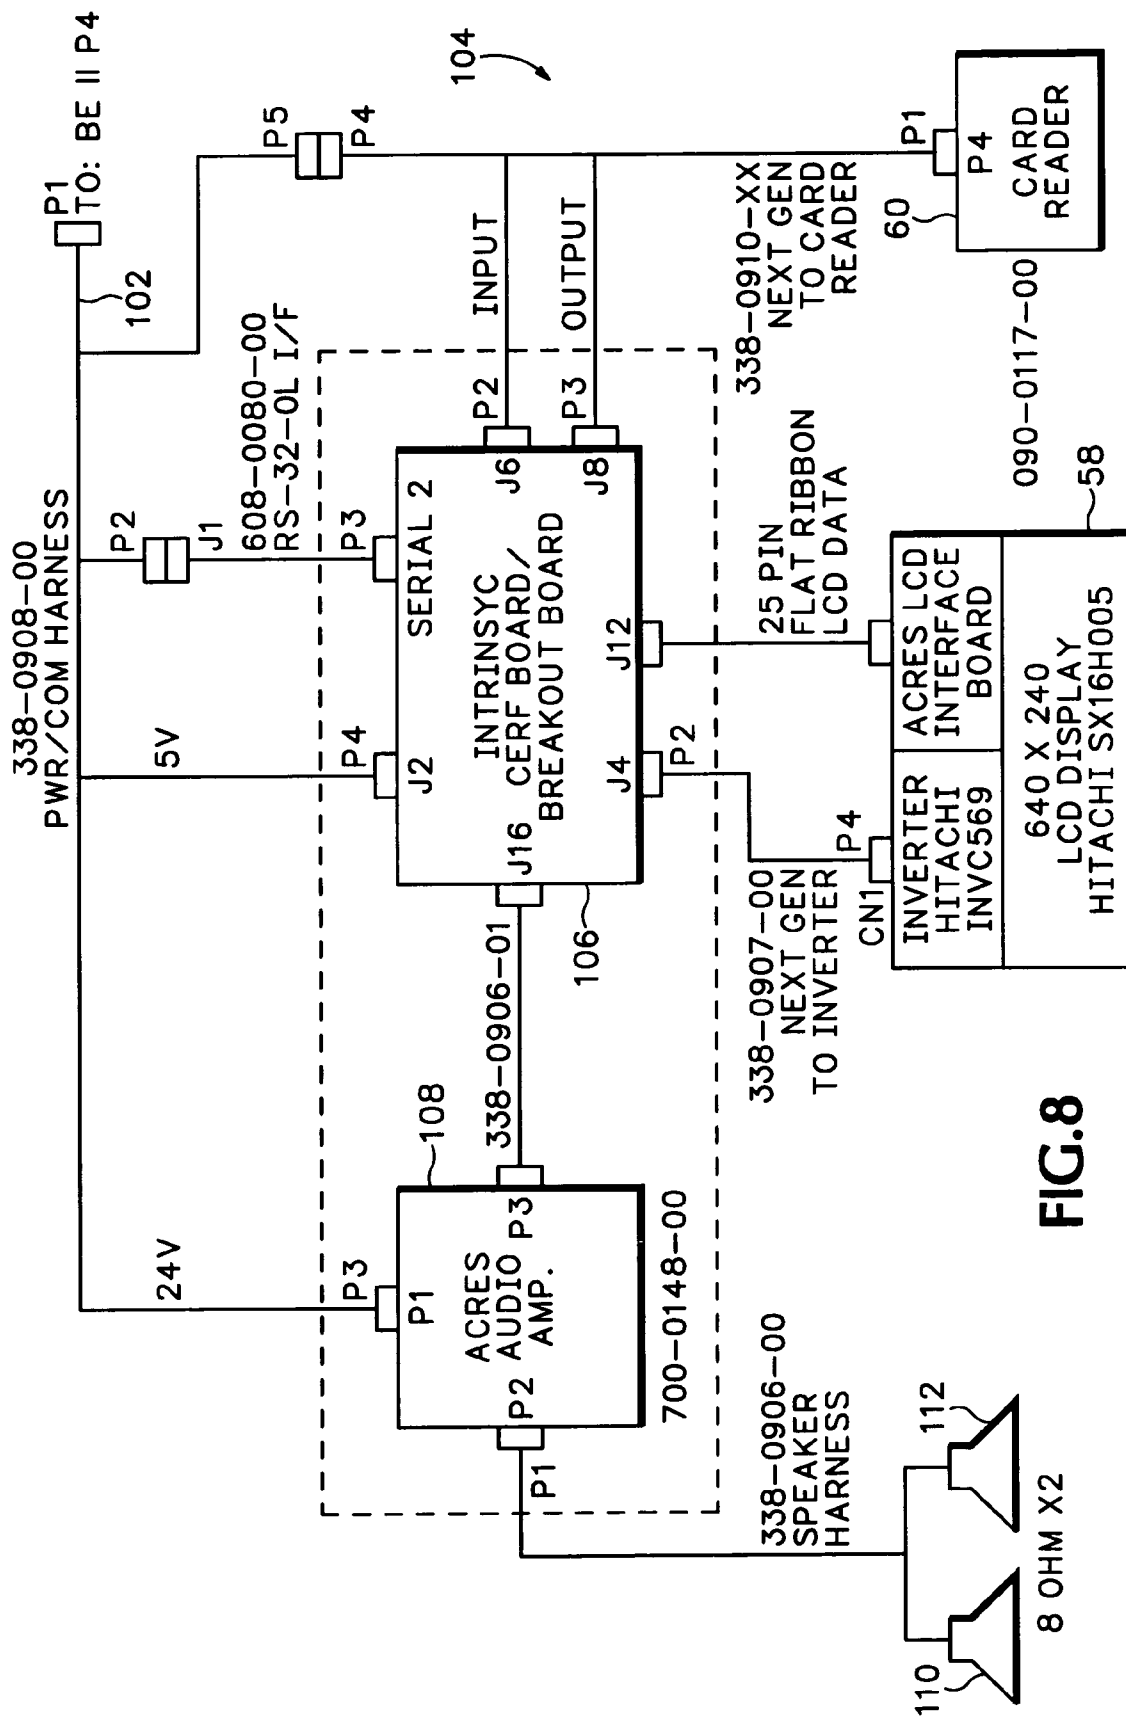 338-0908-00
PWR/COM HARNESS
P1
TO: BE II P4
102
24V
5V
P2
J1
608-0080-00
RS-32-0L I/F
P5
P4
104
P3
P1
ACRES
AUDIO
AMP.
P2
P3
P1
108
700-0148-00
338-0906-01
P4
J2
P3
SERIAL 2
J16
INTRINSYC
CERF BOARD/
BREAKOUT BOARD
J6
J8
J4
J12
106
P2
INPUT
P3
OUTPUT
P2
338-0906-00
SPEAKER
HARNESS
110
112
8 OHM X2
338-0907-00
NEXT GEN
TO INVERTER
CN1
P4
25 PIN
FLAT RIBBON
LCD DATA
INVERTER
HITACHI
INVC569
ACRES LCD
INTERFACE
BOARD
640 X 240
LCD DISPLAY
HITACHI SX16H005
58
338-0910-XX
NEXT GEN
TO CARD
READER
60
P1
P4
CARD
READER
090-0117-00
FIG.8